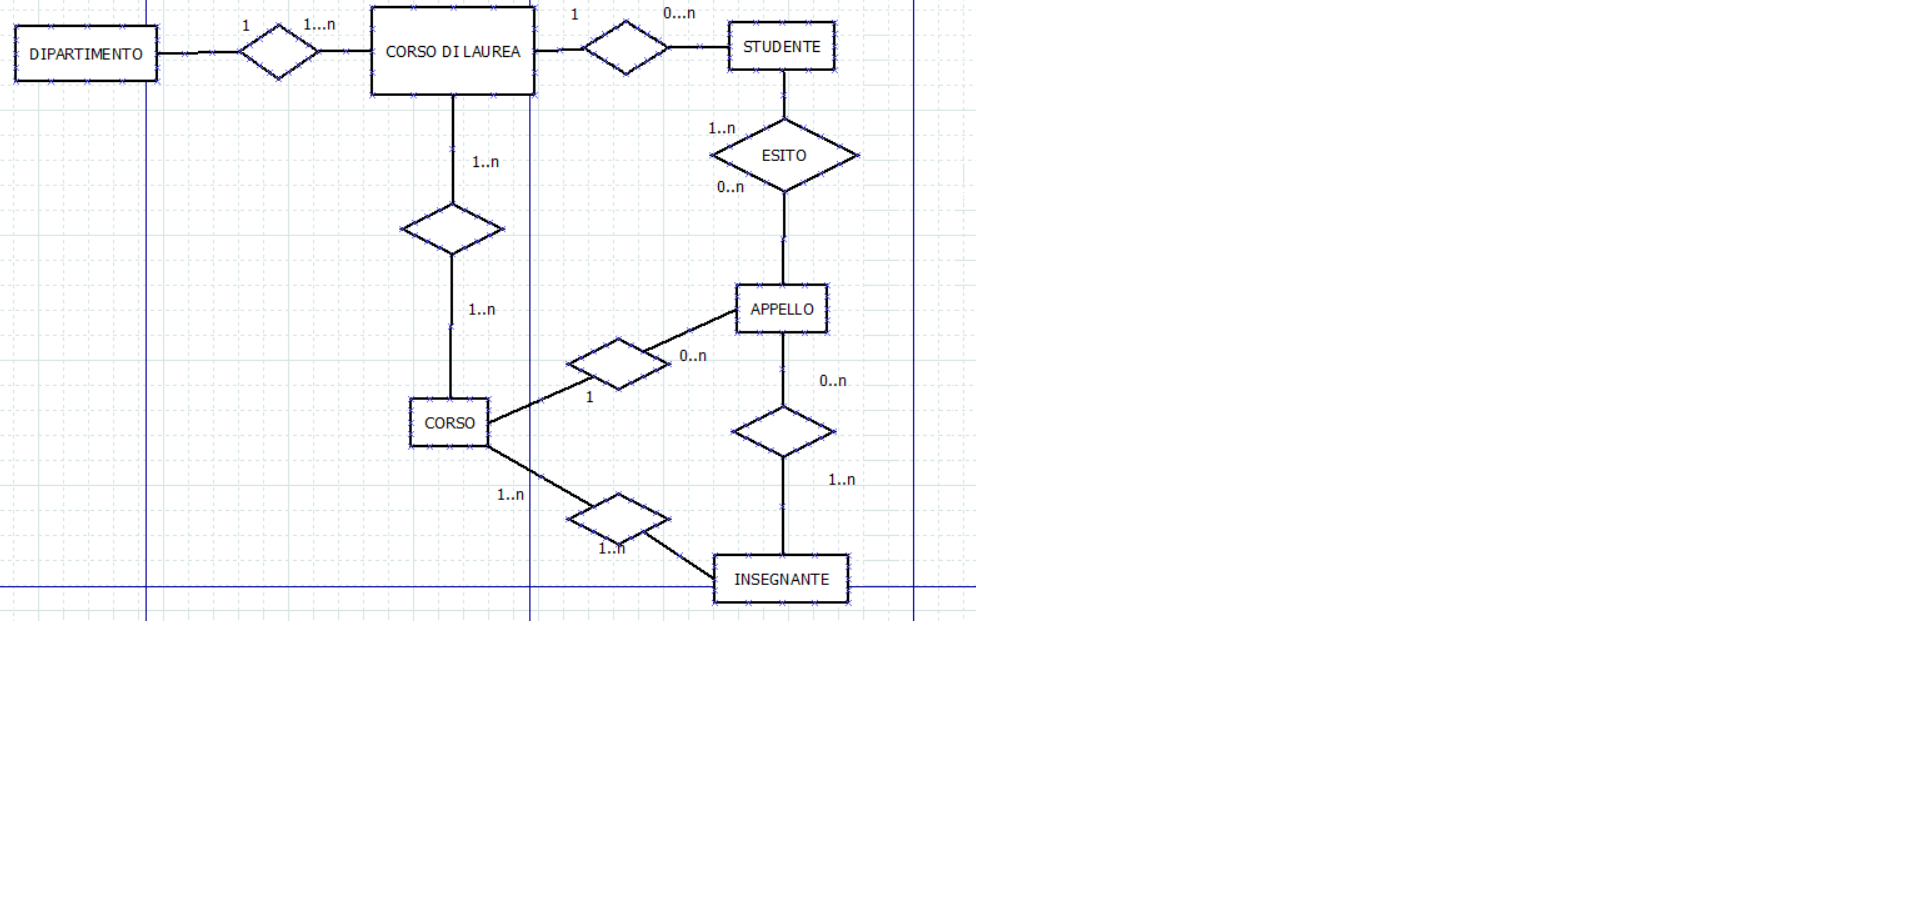 1
1...n
1
0...n
DIPARTIMENTO
CORSO DI LAUREA
STUDENTE
1..n
ESITO
1..n
0..n
1..n
APPELLO
0..n
1
0..n
CORSO
1..n
1..n
1..n
INSEGNANTE